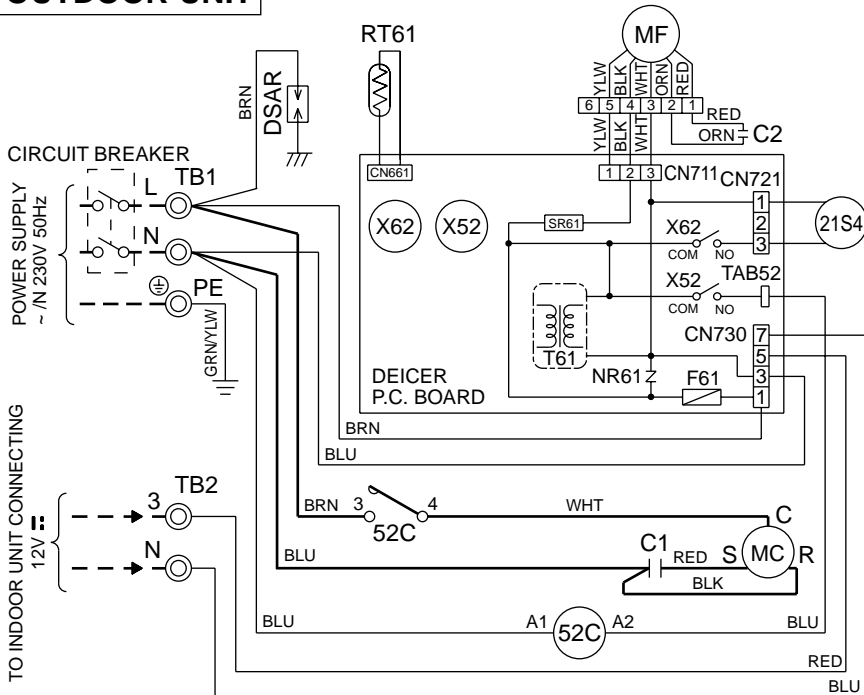 OUTDOOR UNIT
RT61
MF
BRN
DSAR
YLW
BLK
WHT
ORN
RED
6 5 4 3 2 1
RED
ORN
C2
YLW
BLK
WHT
CIRCUIT BREAKER
TB1
L
N
PE
POWER SUPPLY
~ /N 230V 50Hz
GRN/YLW
CN661
1 2 3
CN711
CN721
1
2
3
21S4
X62
X52
SR61
X62
COM
NO
X52
TAB52
COM
NO
T61
CN730
7
5
3
1
NR61
F61
DEICER
P.C. BOARD
BRN
BLU
TO INDOOR UNIT CONNECTING
12V
TB2
3
N
BRN
3
4
52C
WHT
C
S
MC
R
BLU
C1
RED
BLK
BLU
A1
52C
A2
BLU
RED
BLU